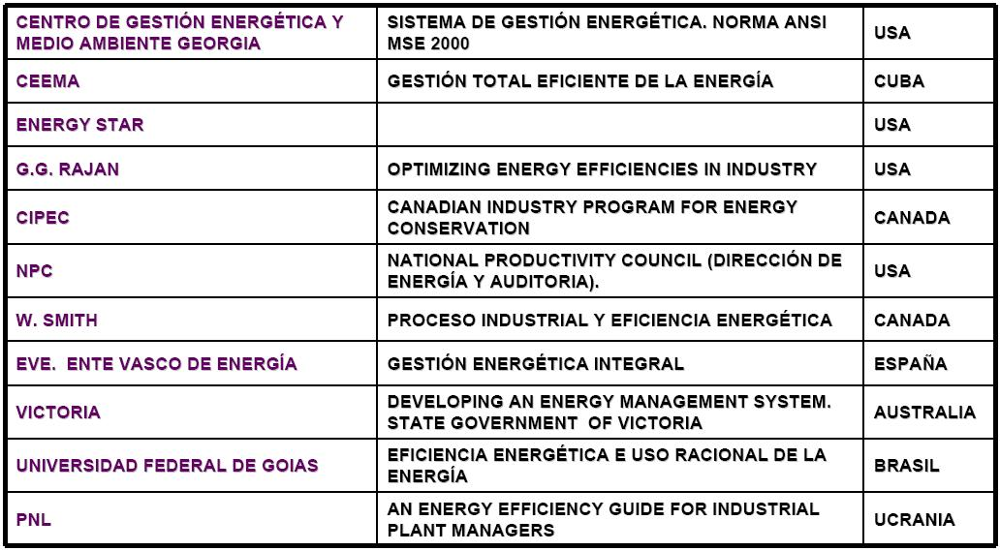 CENTRO DE GESTIÓN ENERGÉTICA Y
MEDIO AMBIENTE GEORGIA
SISTEMA DE GESTIÓN ENERGÉTICA. NORMA ANSI
MSE 2000
USA
CEEMA
GESTIÓN TOTAL EFICIENTE DE LA ENERGÍA
CUBA
ENERGY STAR
USA
G.G. RAJAN
OPTIMIZING ENERGY EFFICIENCIES IN INDUSTRY
USA
CIPEC
CANADIAN INDUSTRY PROGRAM FOR ENERGY
CONSERVATION
CANADA
NPC
NATIONAL PRODUCTIVITY COUNCIL (DIRECCIÓN DE
ENERGÍA Y AUDITORIA).
USA
W. SMITH
PROCESO INDUSTRIAL Y EFICIENCIA ENERGÉTICA
CANADA
EVE.  ENTE VASCO DE ENERGÍA
GESTIÓN ENERGÉTICA INTEGRAL
ESPAÑA
VICTORIA
DEVELOPING AN ENERGY MANAGEMENT SYSTEM.
STATE GOVERNMENT  OF VICTORIA
AUSTRALIA
UNIVERSIDAD FEDERAL DE GOIAS
EFICIENCIA ENERGÉTICA E USO RACIONAL DE LA
ENERGÍA
BRASIL
PNL
AN ENERGY EFFICIENCY GUIDE FOR INDUSTRIAL
PLANT MANAGERS
UCRANIA